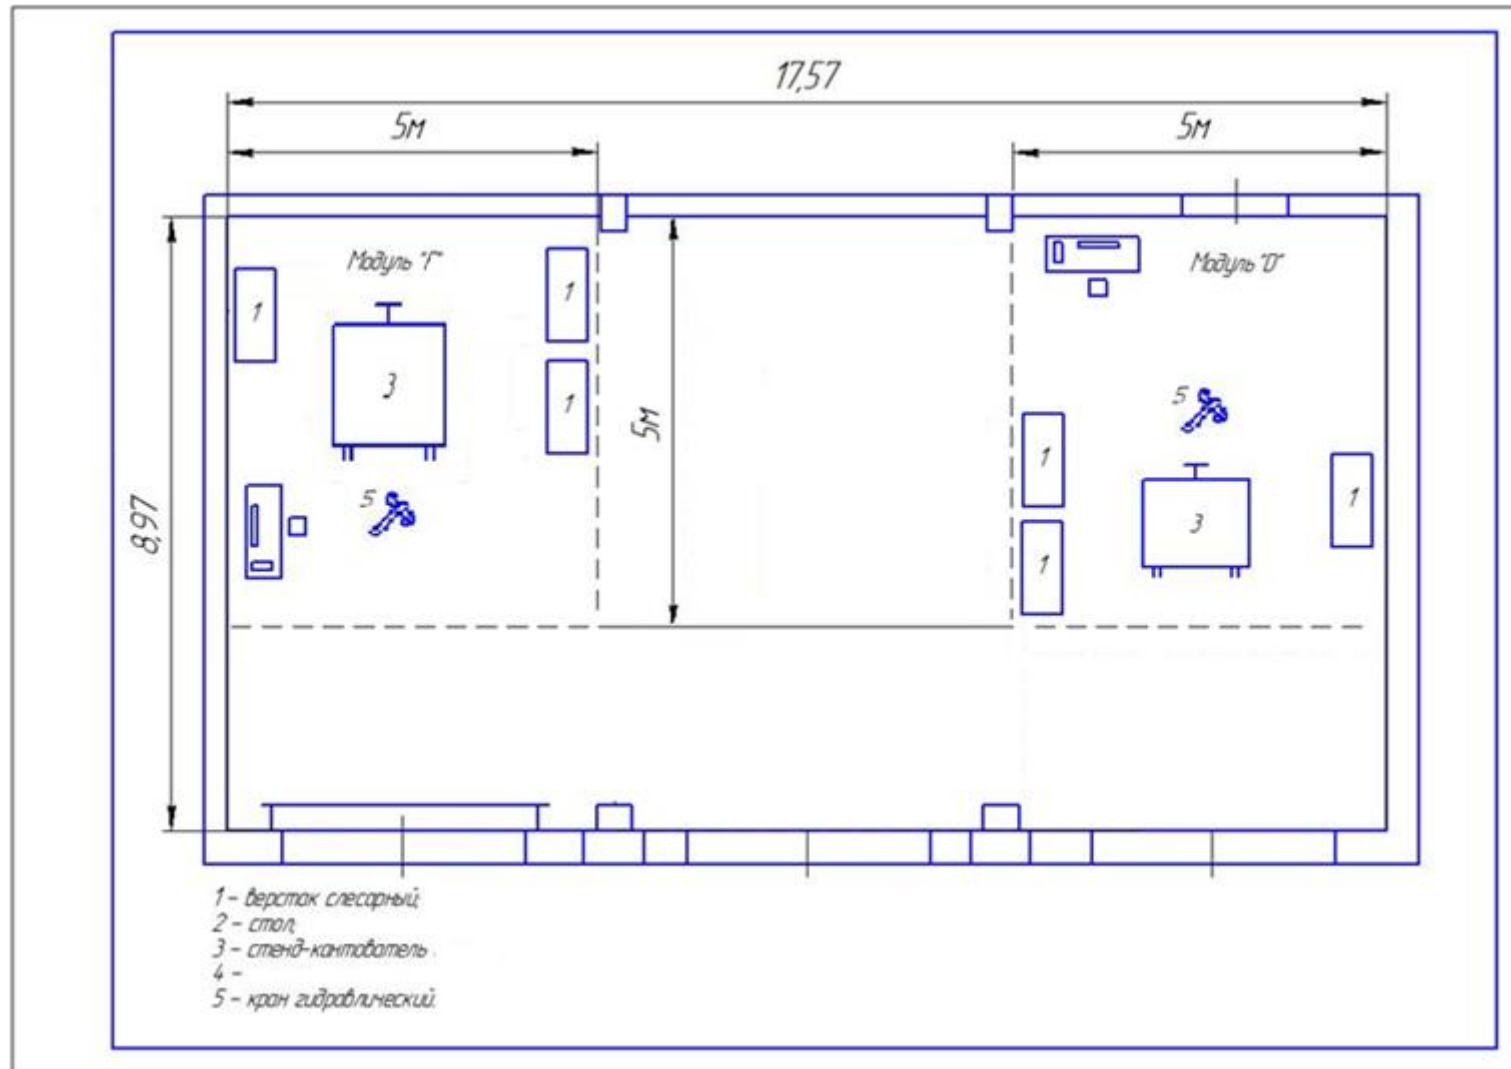 17,57
5м
5м
Модуль "Г"
Модуль "D"
1
1
1
3
5
5м
8,97
5
1
1
3
1
1 - верстак слесарный;
2 - стол;
3 - стенд-кантователь.
4 -
5 - кран гидравлический.